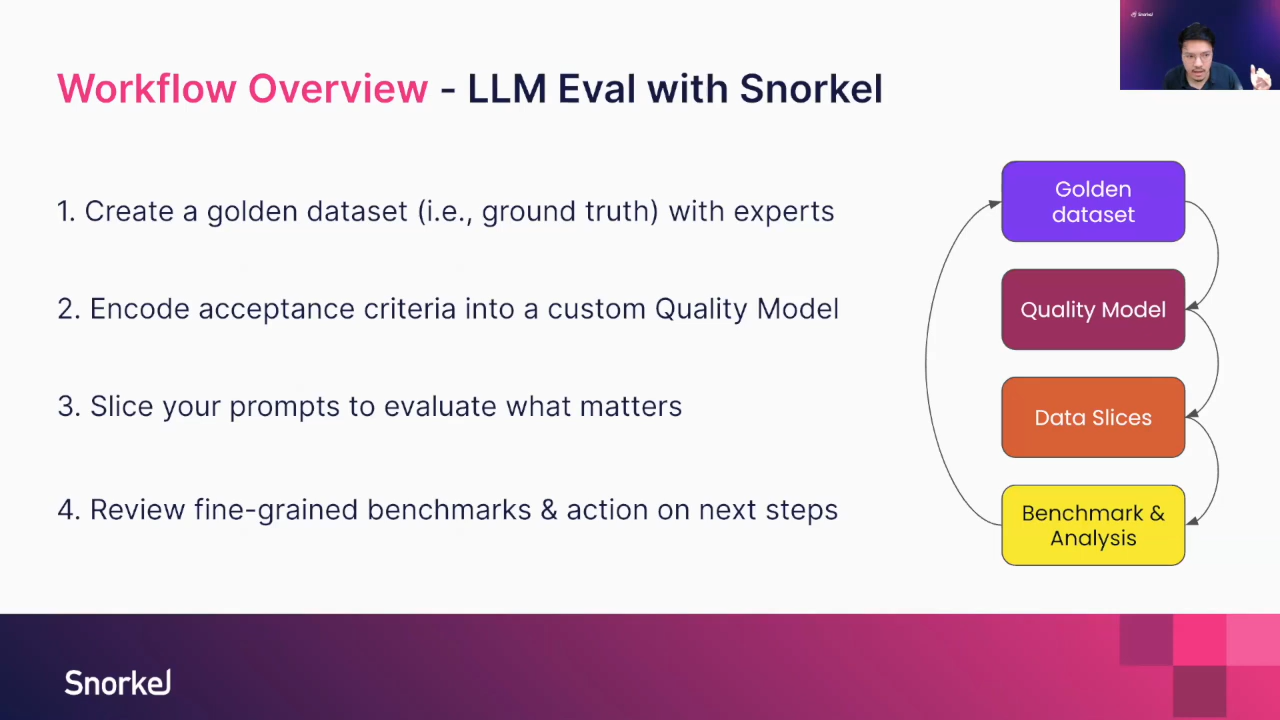 Snorkel
Workflow Overview - LLM Eval with Snorkel
1. Create a golden dataset (i.e., ground truth) with experts
2. Encode acceptance criteria into a custom Quality Model
3. Slice your prompts to evaluate what matters
4. Review fine-grained benchmarks & action on next steps
Golden
dataset
Quality Model
Data Slices
Benchmark &
Analysis
Snorkel